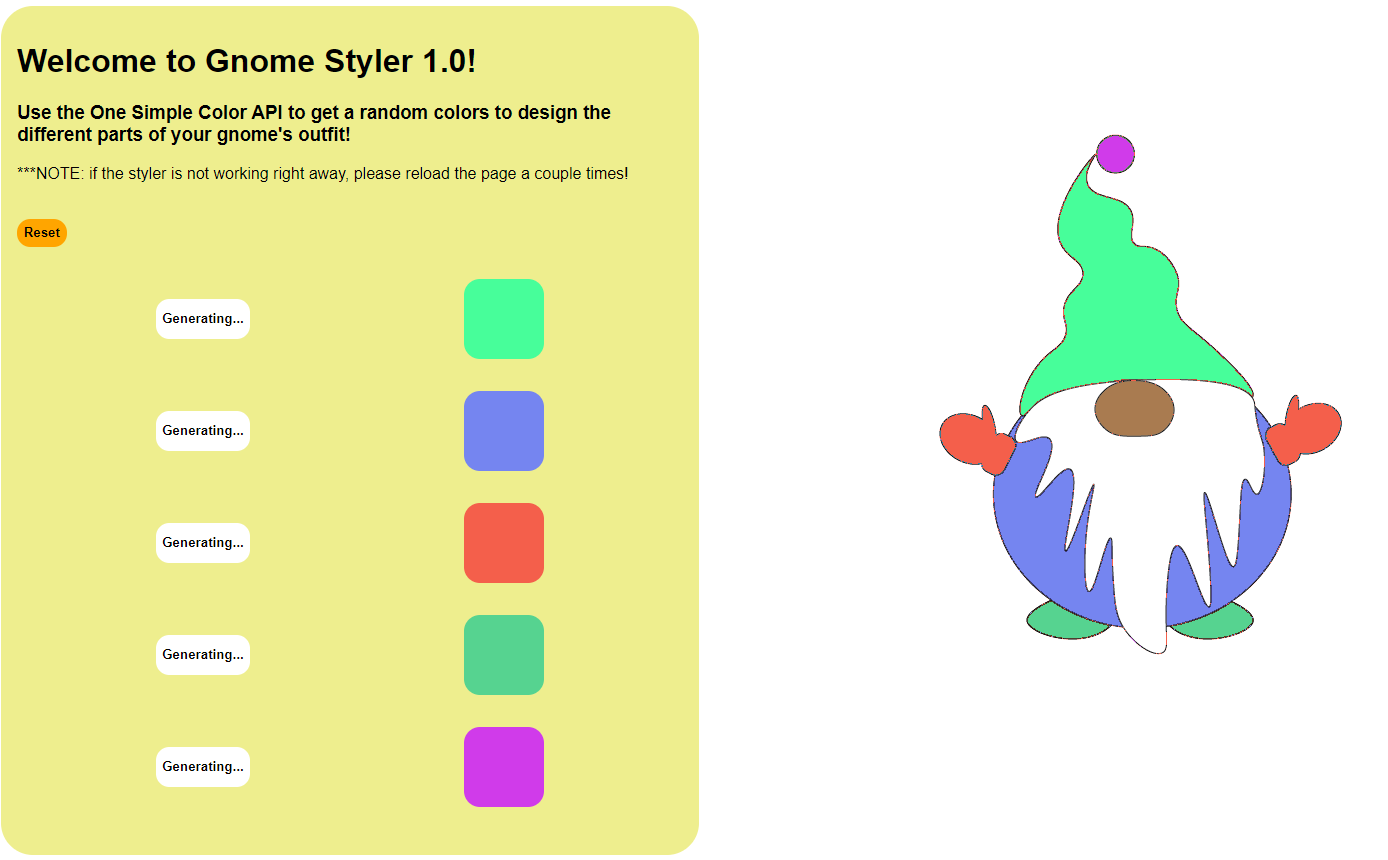 Welcome to Gnome Styler 1.0!
Use the One Simple Color API to get a random colors to design the
different parts of your gnome's outfit!
***NOTE: if the styler is not working right away, please reload the page a couple times!
Reset
Generating...
Generating...
Generating...
Generating...
Generating...